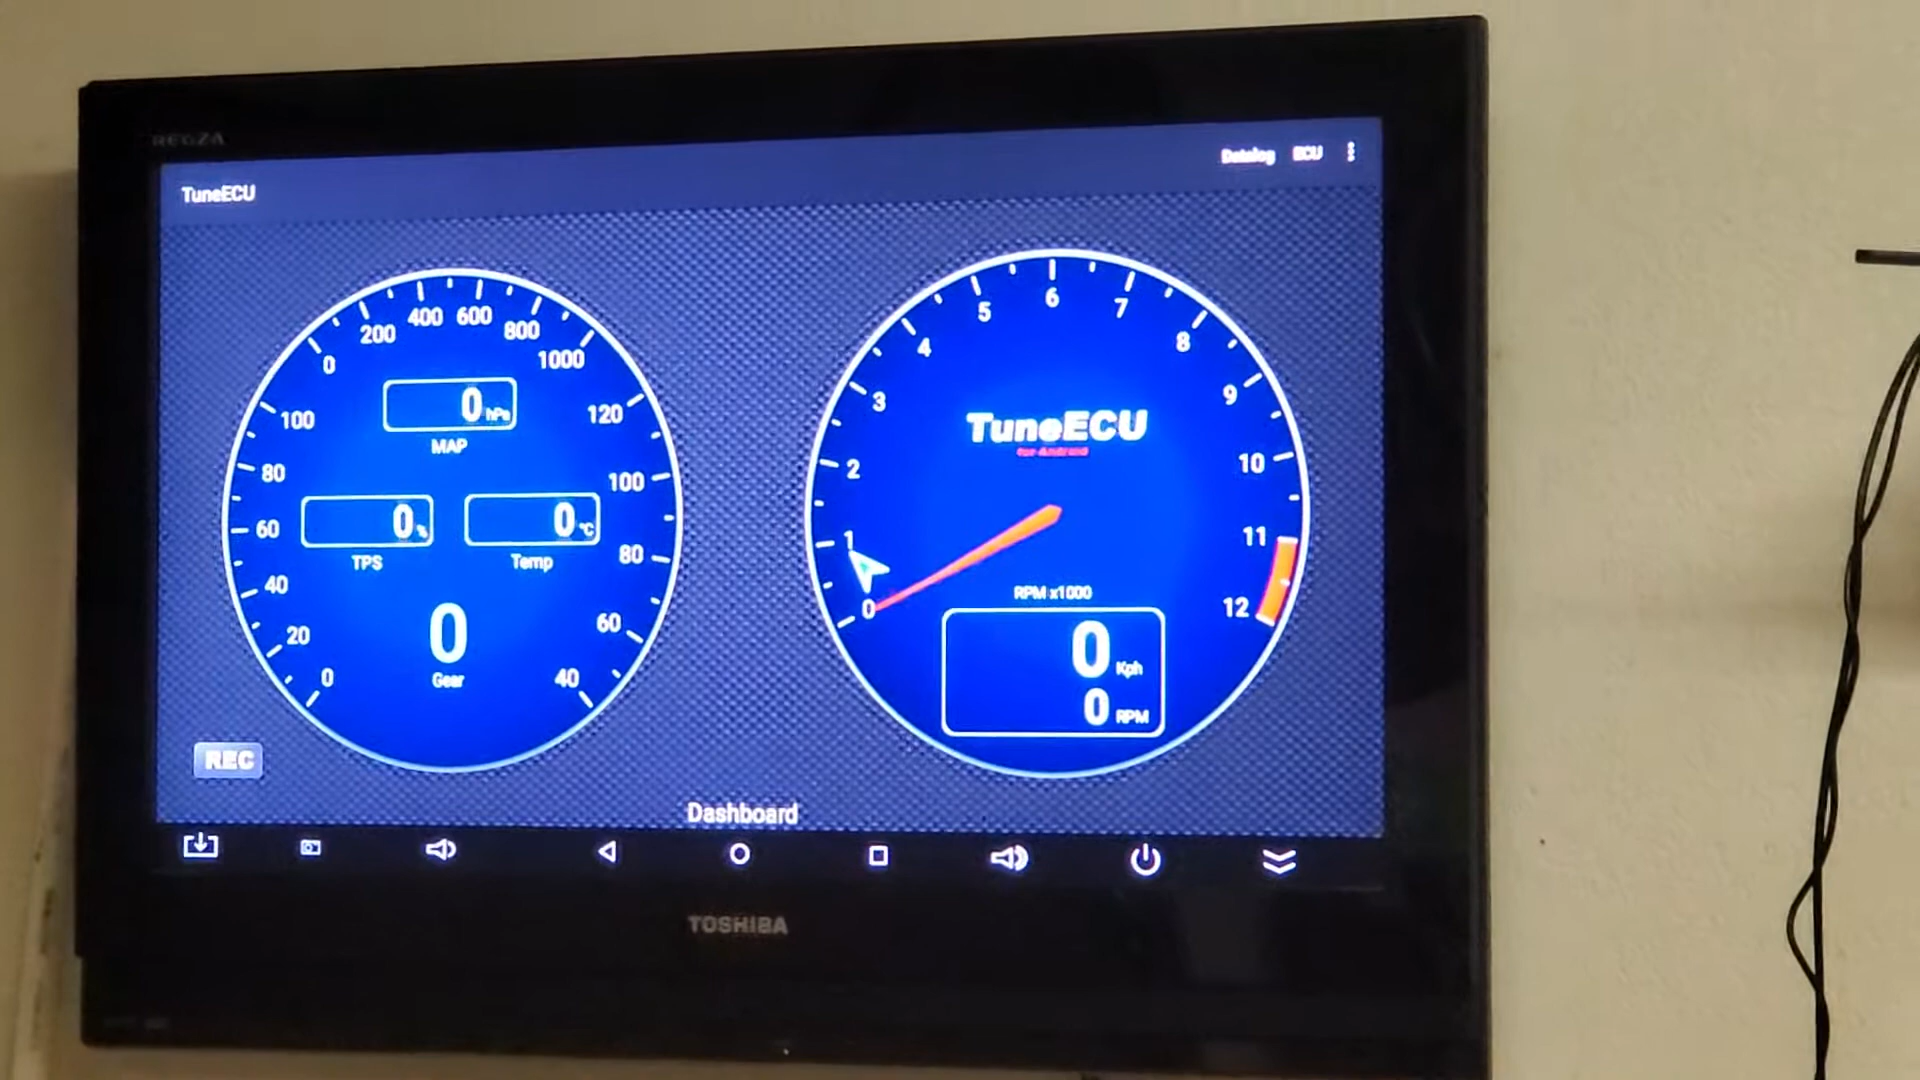 REGZA
Datalog ECU
TuneECU
0 200 400 600 800 1000
100 80 60 40 20 0
120 100 80 60 40
0 hPa
MAP
0 %
TPS
0 °C
Temp
0
Gear
REC
0 1 2 3 4 5 6 7 8 9 10 11 12
TuneECU
for Android
RPM x1000
0 Kph
0 RPM
Dashboard
TOSHIBA